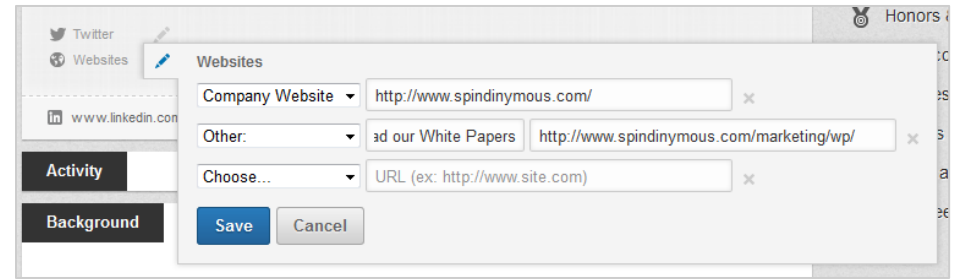 Honors
Twitter
Websites
Websites
Company Website http://www.spindinymous.com/
www.linkedin.com
Other: ad our White Papers http://www.spindinymous.com/marketing/wp/
Activity
Choose... URL (ex: http://www.site.com)
Background
Save Cancel